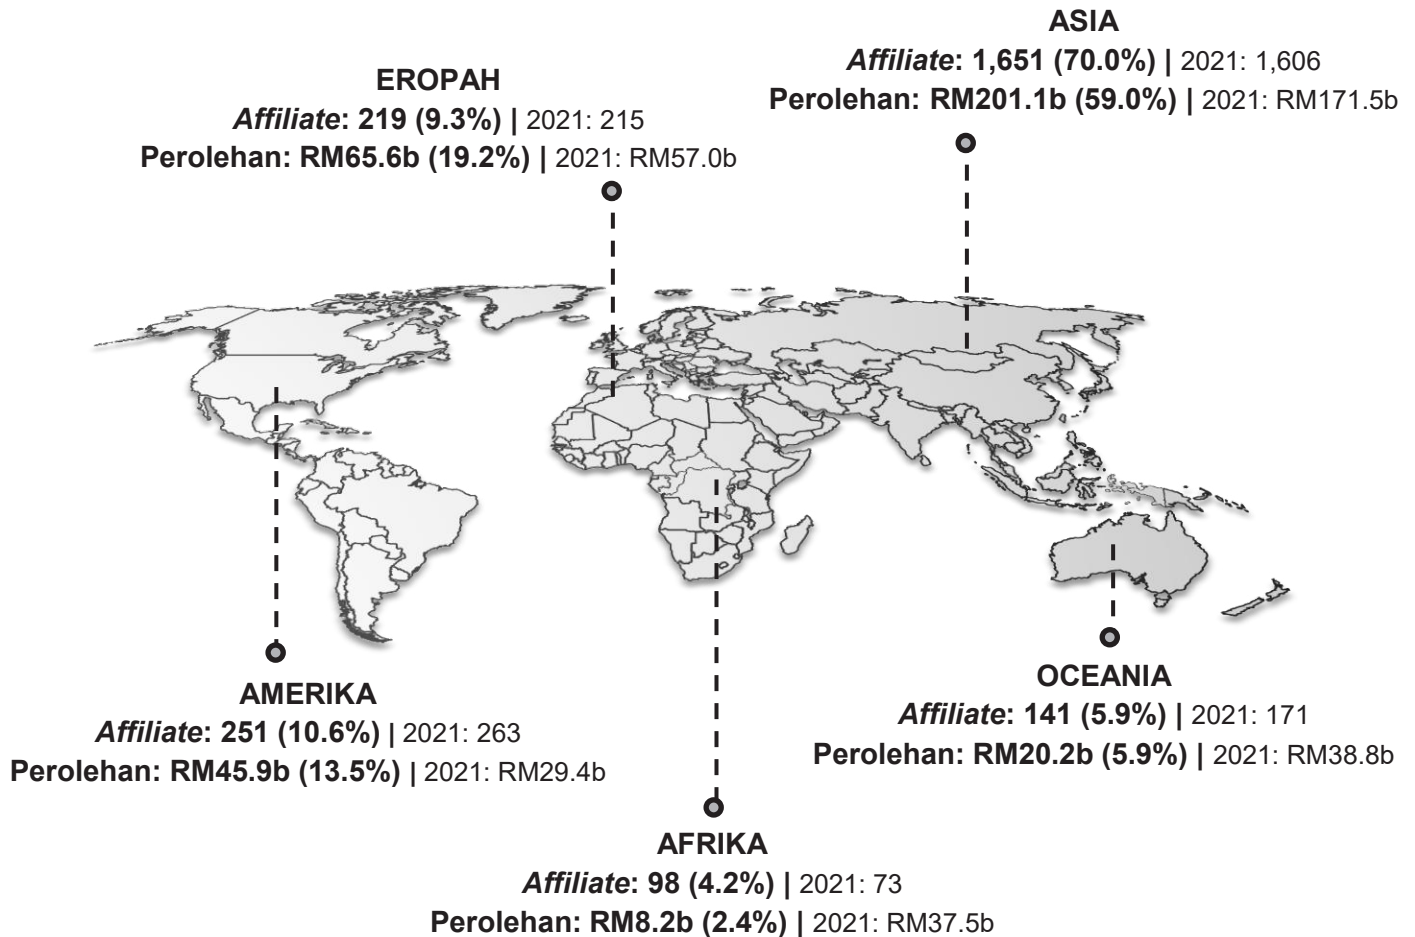 ASIA
Affiliate: 1,651 (70.0%) | 2021: 1,606
Perolehan: RM201.1b (59.0%) | 2021: RM171.5b
EROPAH
Affiliate: 219 (9.3%) | 2021: 215
Perolehan: RM65.6b (19.2%) | 2021: RM57.0b
AMERIKA
Affiliate: 251 (10.6%) | 2021: 263
Perolehan: RM45.9b (13.5%) | 2021: RM29.4b
OCEANIA
Affiliate: 141 (5.9%) | 2021: 171
Perolehan: RM20.2b (5.9%) | 2021: RM38.8b
AFRIKA
Affiliate: 98 (4.2%) | 2021: 73
Perolehan: RM8.2b (2.4%) | 2021: RM37.5b